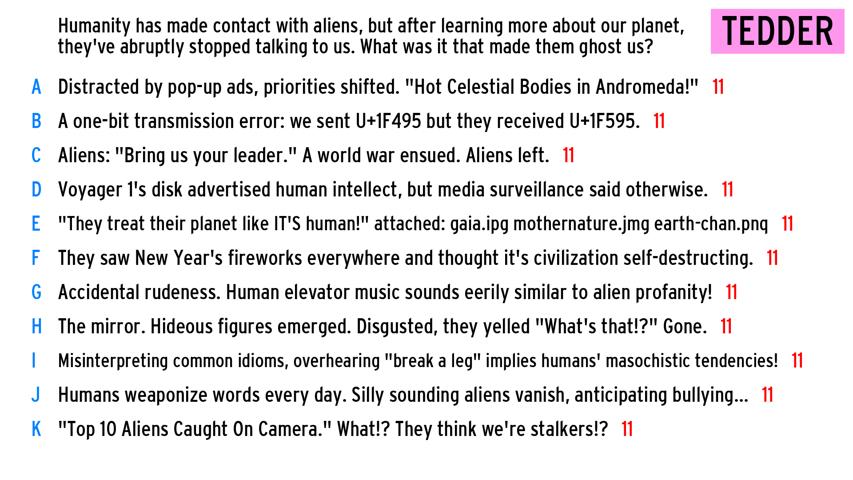 Humanity has made contact with aliens, but after learning more about our planet,
they've abruptly stopped talking to us. What was it that made them ghost us?
TEDDER
A Distracted by pop-up ads, priorities shifted. "Hot Celestial Bodies in Andromeda!" 11
B A one-bit transmission error: we sent U+1F495 but they received U+1F595. 11
C Aliens: "Bring us your leader." A world war ensued. Aliens left. 11
D Voyager 1's disk advertised human intellect, but media surveillance said otherwise. 11
E "They treat their planet like IT'S human!" attached: gaia.jpg mothernature.jmg earth-chan.pnq 11
F They saw New Year's fireworks everywhere and thought it's civilization self-destructing. 11
G Accidental rudeness. Human elevator music sounds eerily similar to alien profanity! 11
H The mirror. Hideous figures emerged. Disgusted, they yelled "What's that!?" Gone. 11
I Misinterpreting common idioms, overhearing "break a leg" implies humans' masochistic tendencies! 11
J Humans weaponize words every day. Silly sounding aliens vanish, anticipating bullying... 11
K "Top 10 Aliens Caught On Camera." What!? They think we're stalkers!? 11